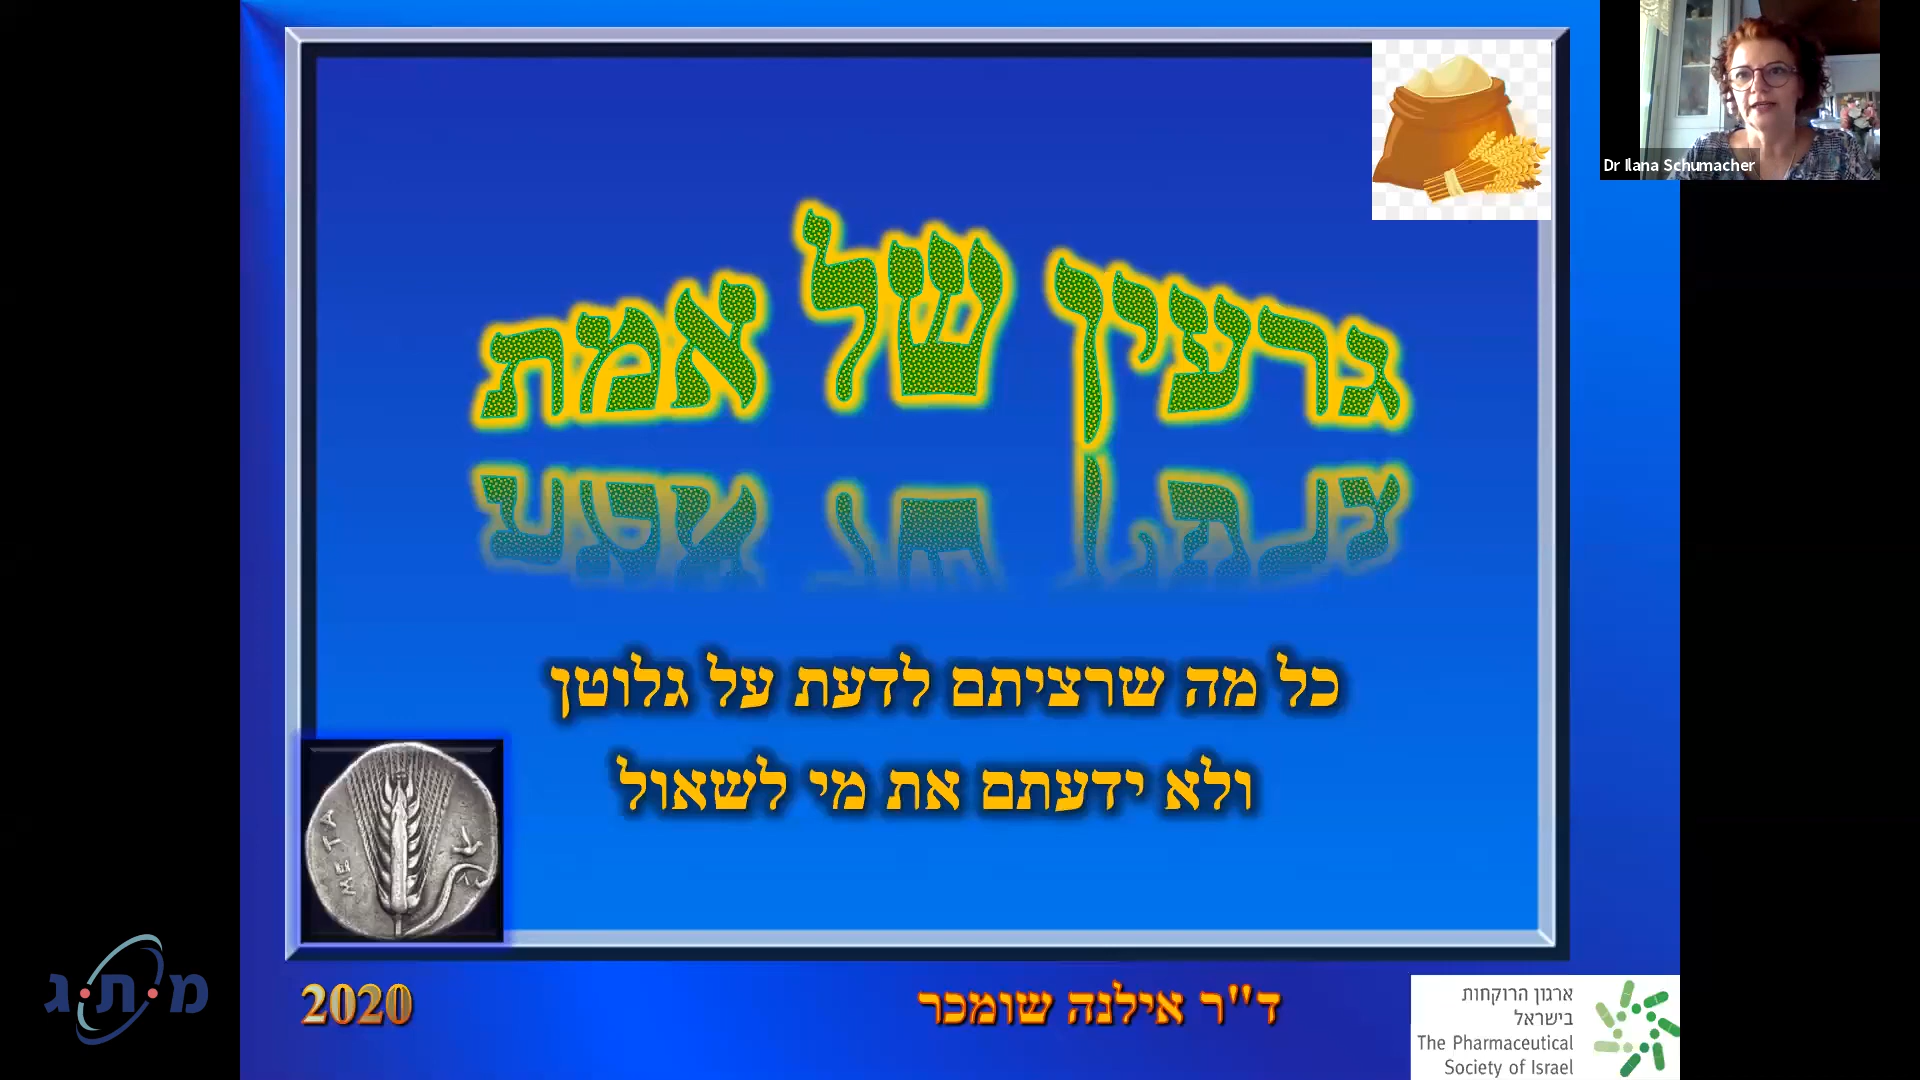 Dr Ilana Schumacher
גרעין של אמת
כל מה שרציתם לדעת על גלוטן
ולא ידעתם את מי לשאול
META
מ.ת.ג
2020
ד"ר אילנה שומכר
ארגון הרוקחות
בישראל
The Pharmaceutical
Society of Israel